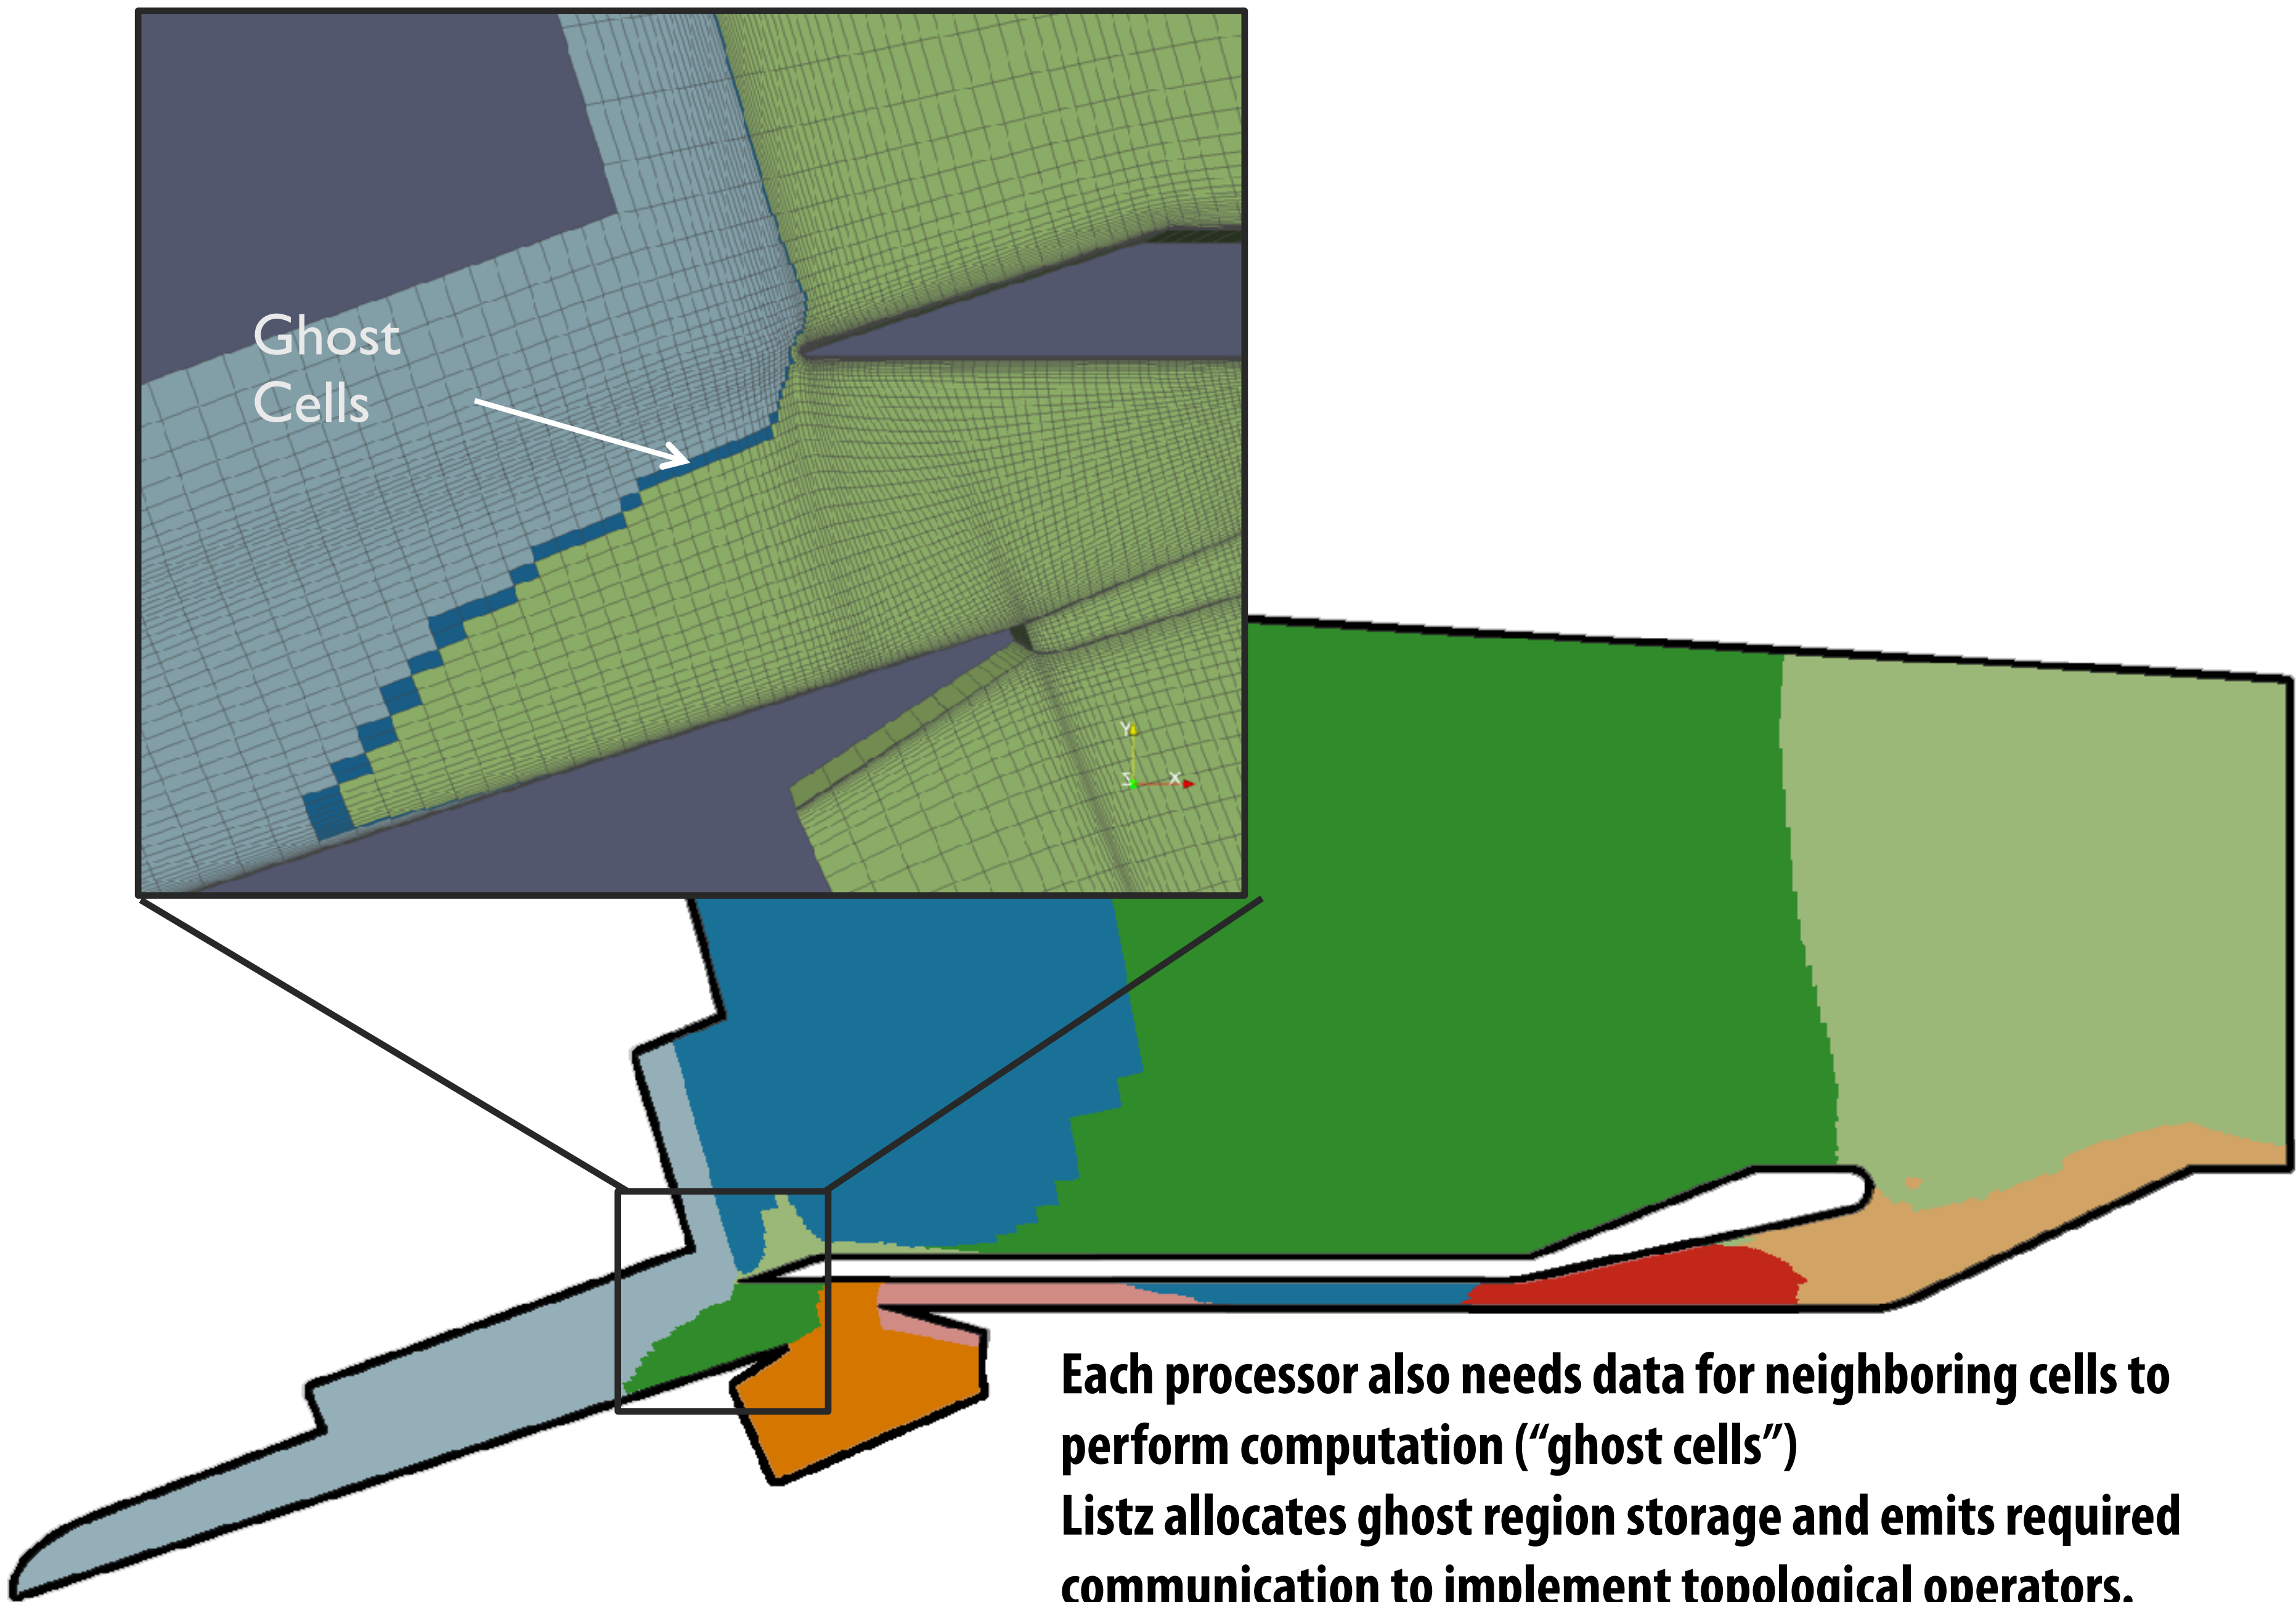 Ghost
Cells
Y
Z X
Each processor also needs data for neighboring cells to
perform computation (“ghost cells”)
Listz allocates ghost region storage and emits required
communication to implement topological operators.